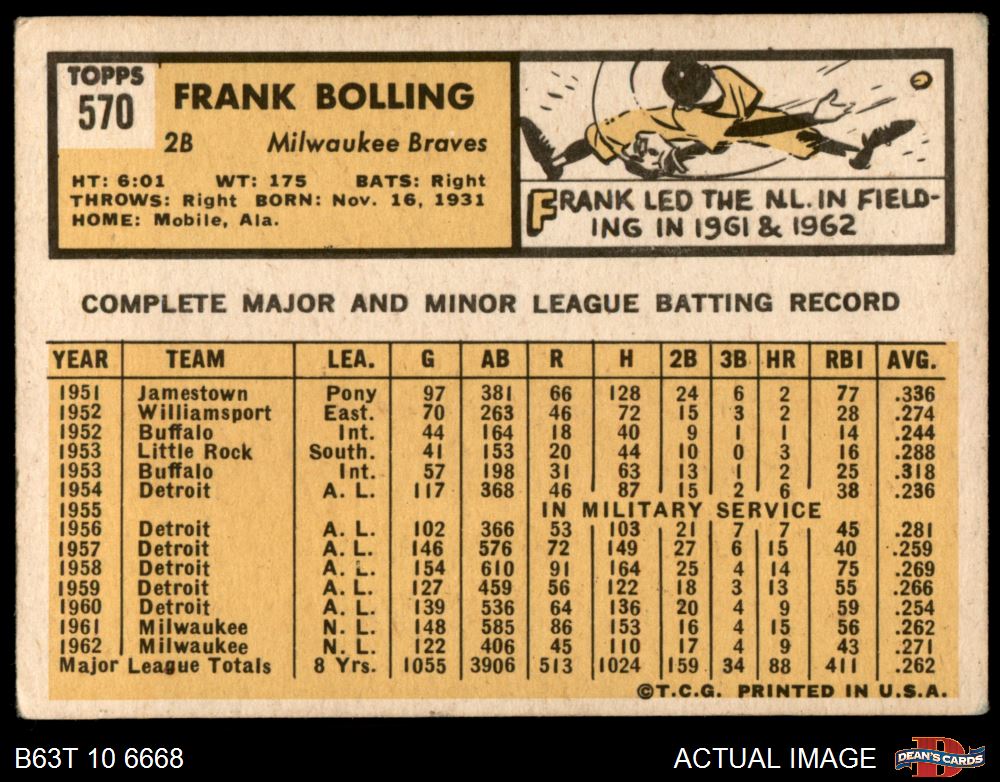 TOPPS
570
FRANK BOLLING
2B Milwaukee Braves
HT: 6:01 WT: 175 BATS: Right
THROWS: Right BORN: Nov. 16, 1931
HOME: Mobile, Ala.
FRANK LED THE N.L. IN FIELD-
ING IN 1961 & 1962
COMPLETE MAJOR AND MINOR LEAGUE BATTING RECORD
YEAR TEAM LEA. G AB R H 2B 3B HR RBI AVG.
1951 Jamestown Pony 97 381 66 128 24 6 2 77 .336
1952 Williamsport East. 70 263 46 72 15 3 2 28 .274
1952 Buffalo Int. 44 164 18 40 9 1 1 14 .244
1953 Little Rock South. 41 153 20 44 10 0 3 16 .288
1953 Buffalo Int. 57 198 31 63 13 1 2 25 .318
1954 Detroit A. L. 117 368 46 87 15 2 6 38 .236
1955 IN MILITARY SERVICE
1956 Detroit A. L. 102 366 53 103 21 7 7 45 .281
1957 Detroit A. L. 146 576 72 149 27 6 15 40 .259
1958 Detroit A. L. 154 610 91 164 25 4 14 75 .269
1959 Detroit A. L. 127 459 56 122 18 3 13 55 .266
1960 Detroit A. L. 139 536 64 136 20 4 9 59 .254
1961 Milwaukee N. L. 148 585 86 153 16 4 15 56 .262
1962 Milwaukee N. L. 122 406 45 110 17 4 9 43 .271
Major League Totals 8 Yrs. 1055 3906 513 1024 159 34 88 411 .262
©T.C.G. PRINTED IN U.S.A.
B63T 10 6668 ACTUAL IMAGE D DEAN'S CARDS